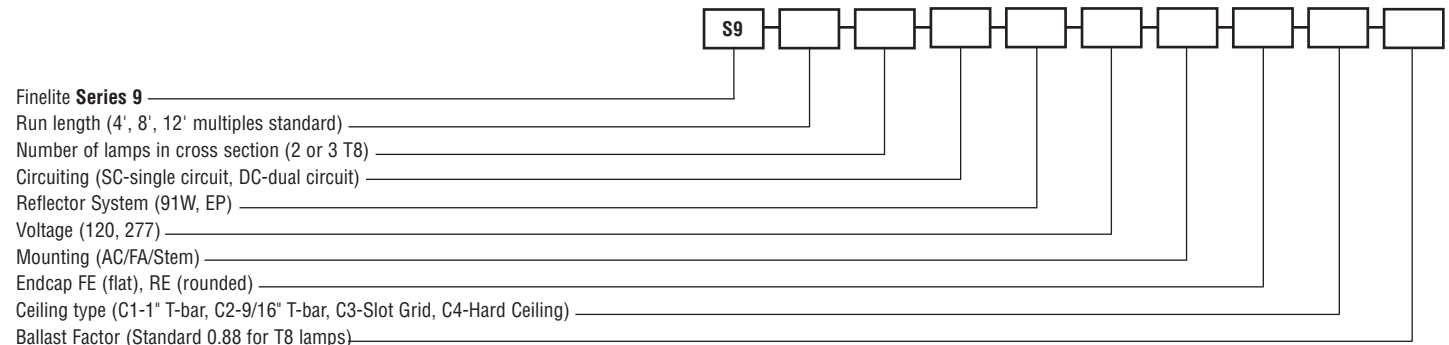 S9
Finelite Series 9
Run length (4', 8', 12' multiples standard)
Number of lamps in cross section (2 or 3 T8)
Circuiting (SC-single circuit, DC-dual circuit)
Reflector System (91W, EP)
Voltage (120, 277)
Mounting (AC/FA/Stem)
Endcap FE (flat), RE (rounded)
Ceiling type (C1-1" T-bar, C2-9/16" T-bar, C3-Slot Grid, C4-Hard Ceiling)
Ballast Factor (Standard 0.88 for T8 lamps)